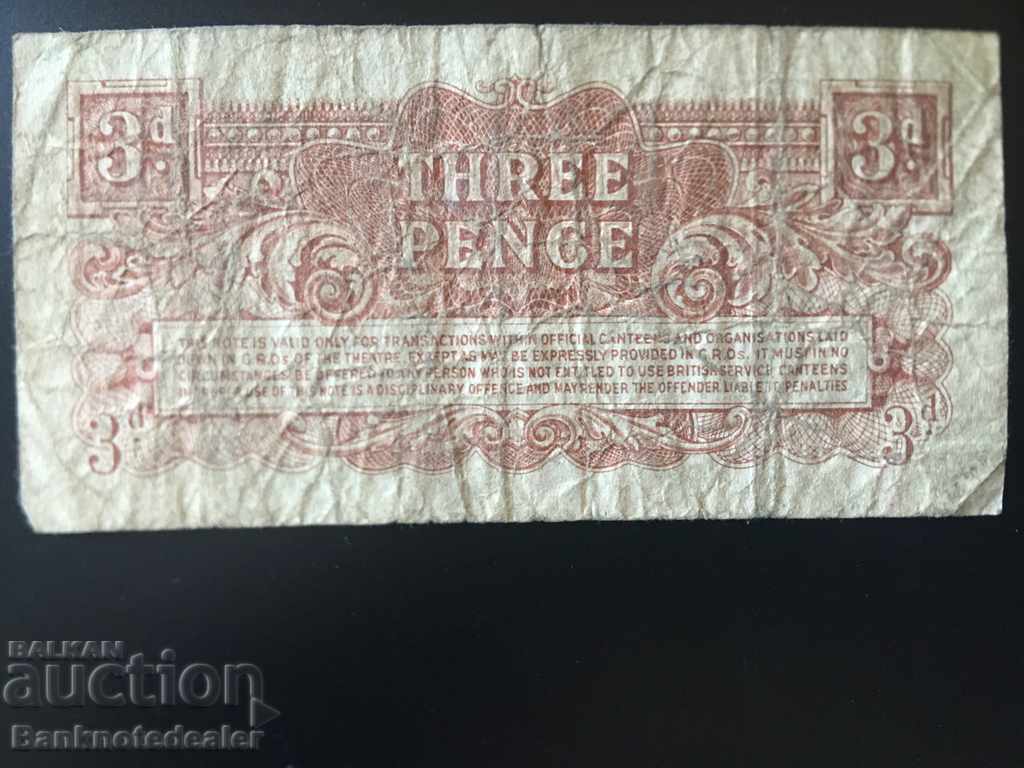 3d 3d.
THREE
PENCE
THIS NOTE IS VALID ONLY FOR TRANSACTIONS WITHIN OFFICIAL CANTEENS AND ORGANISATIONS LAID
DOWN IN G.R.Os. OF THE THEATRE, EXCEPT AS MAY BE EXPRESSLY PROVIDED IN G.R.Os. IT MUST IN NO
CIRCUMSTANCES BE OFFERED TO ANY PERSON WHO IS NOT ENTITLED TO USE BRITISH SERVICE CANTEENS
USE OF THIS NOTE IS A DISCIPLINARY OFFENCE AND MAY RENDER THE OFFENDER LIABLE TO PENALTIES
3d. 3d.
BALKAN
auction
Banknotedealer